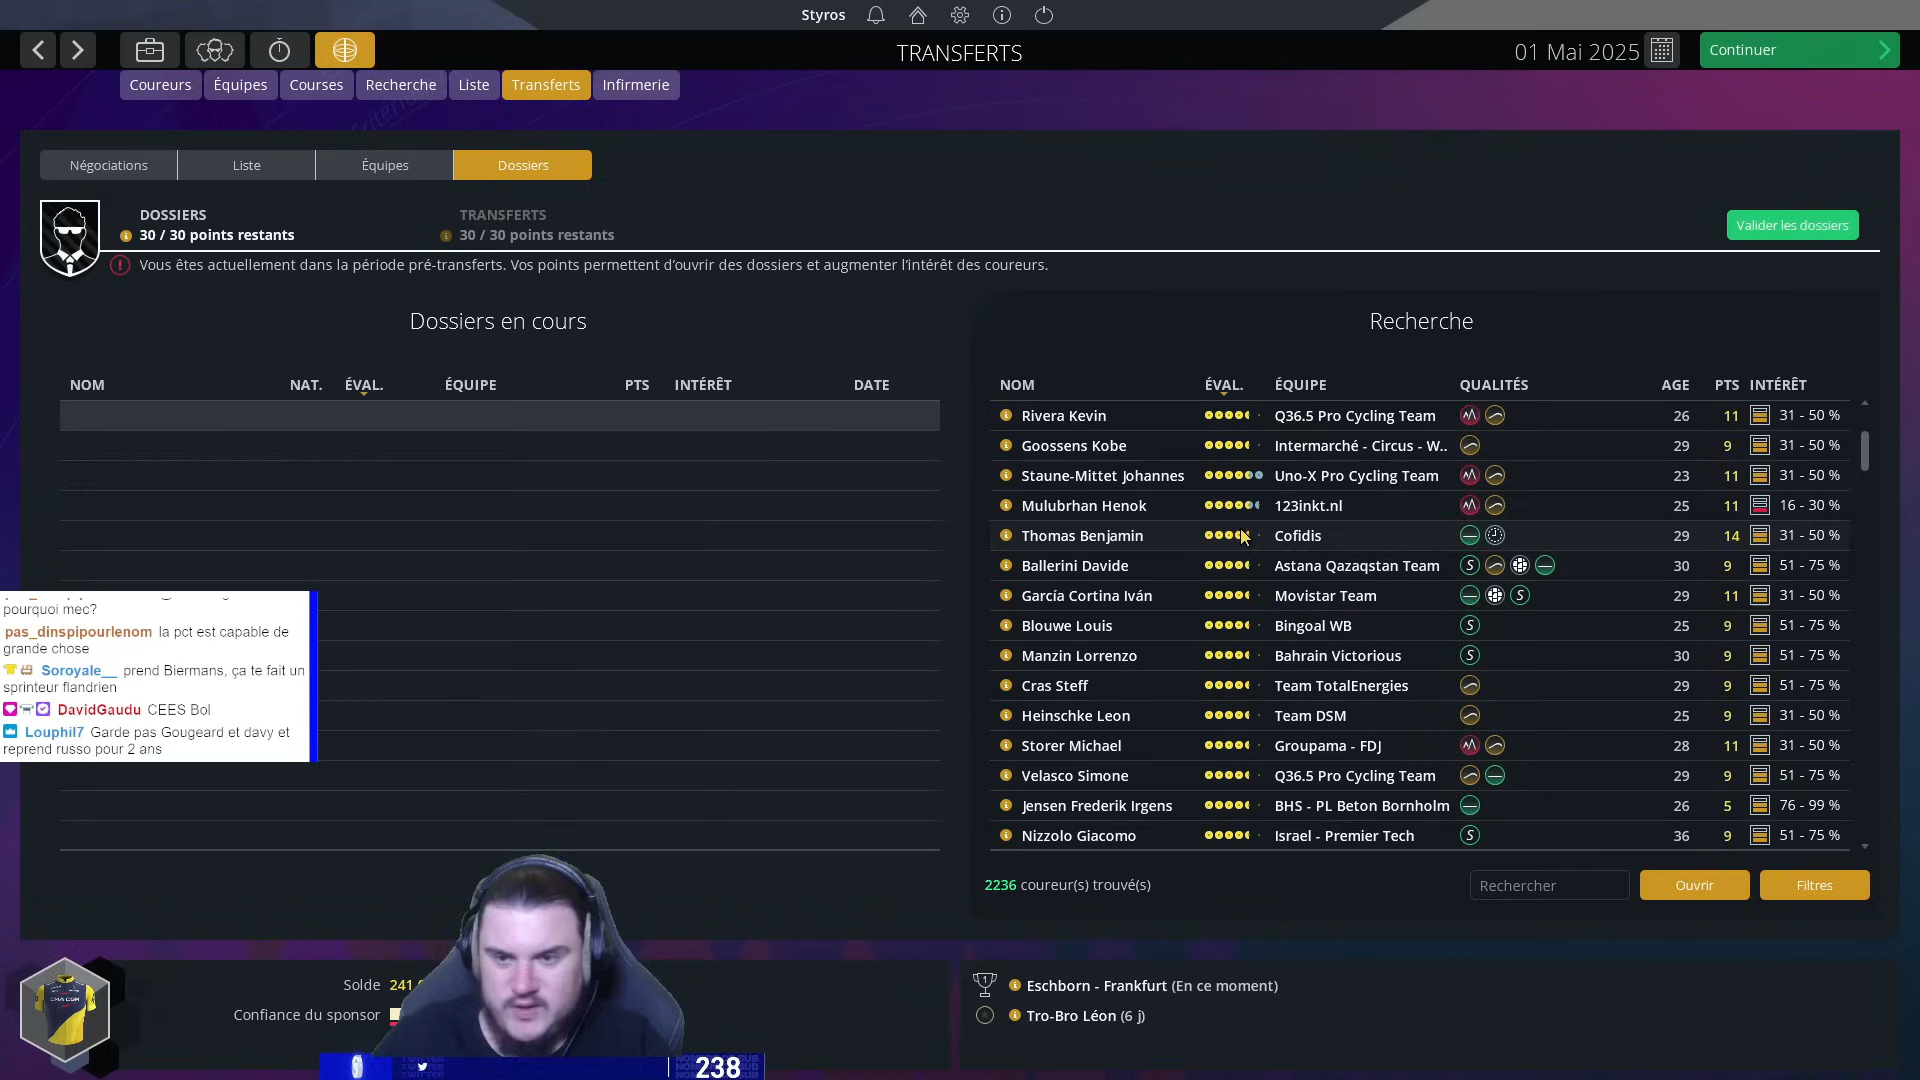 Styros
TRANSFERTS
01 Mai 2025
Continuer
Coureurs
Équipes
Courses
Recherche
Liste
Transferts
Infirmerie
Négociations
Liste
Équipes
Dossiers
DOSSIERS
30 / 30 points restants
TRANSFERTS
30 / 30 points restants
Valider les dossiers
Vous êtes actuellement dans la période pré-transferts. Vos points permettent d'ouvrir des dossiers et augmenter l'intérêt des coureurs.
Dossiers en cours
NOM NAT. ÉVAL. ÉQUIPE PTS INTÉRÊT DATE
Recherche
NOM ÉVAL. ÉQUIPE QUALITÉS AGE PTS INTÉRÊT
Rivera Kevin Q36.5 Pro Cycling Team 26 11 31 - 50 %
Goossens Kobe Intermarché - Circus - W.. 29 9 31 - 50 %
Staune-Mittet Johannes Uno-X Pro Cycling Team 23 11 31 - 50 %
Mulubrhan Henok 123inkt.nl 25 11 16 - 30 %
Thomas Benjamin Cofidis 29 14 31 - 50 %
Ballerini Davide Astana Qazaqstan Team S 30 9 51 - 75 %
García Cortina Iván Movistar Team S 29 11 31 - 50 %
Blouwe Louis Bingoal WB S 25 9 51 - 75 %
Manzin Lorrenzo Bahrain Victorious S 30 9 51 - 75 %
Cras Steff Team TotalEnergies 29 9 51 - 75 %
Heinschke Leon Team DSM 25 9 31 - 50 %
Storer Michael Groupama - FDJ 28 11 31 - 50 %
Velasco Simone Q36.5 Pro Cycling Team 29 9 51 - 75 %
Jensen Frederik Irgens BHS - PL Beton Bornholm 26 5 76 - 99 %
Nizzolo Giacomo Israel - Premier Tech S 36 9 51 - 75 %
2236 coureur(s) trouvé(s)
Rechercher
Ouvrir
Filtres
pourquoi mec?
pas_dinspipourlenom la pct est capable de
grande chose
Soroyale__ prend Biermans, ça te fait un
sprinteur flandrien
DavidGaudu CEES Bol
Louphil7 Garde pas Gougeard et davy et
reprend russo pour 2 ans
Solde 241
Confiance du sponsor
CMA CGM
Eschborn - Frankfurt (En ce moment)
Tro-Bro Léon (6 j)
TWITTER
238